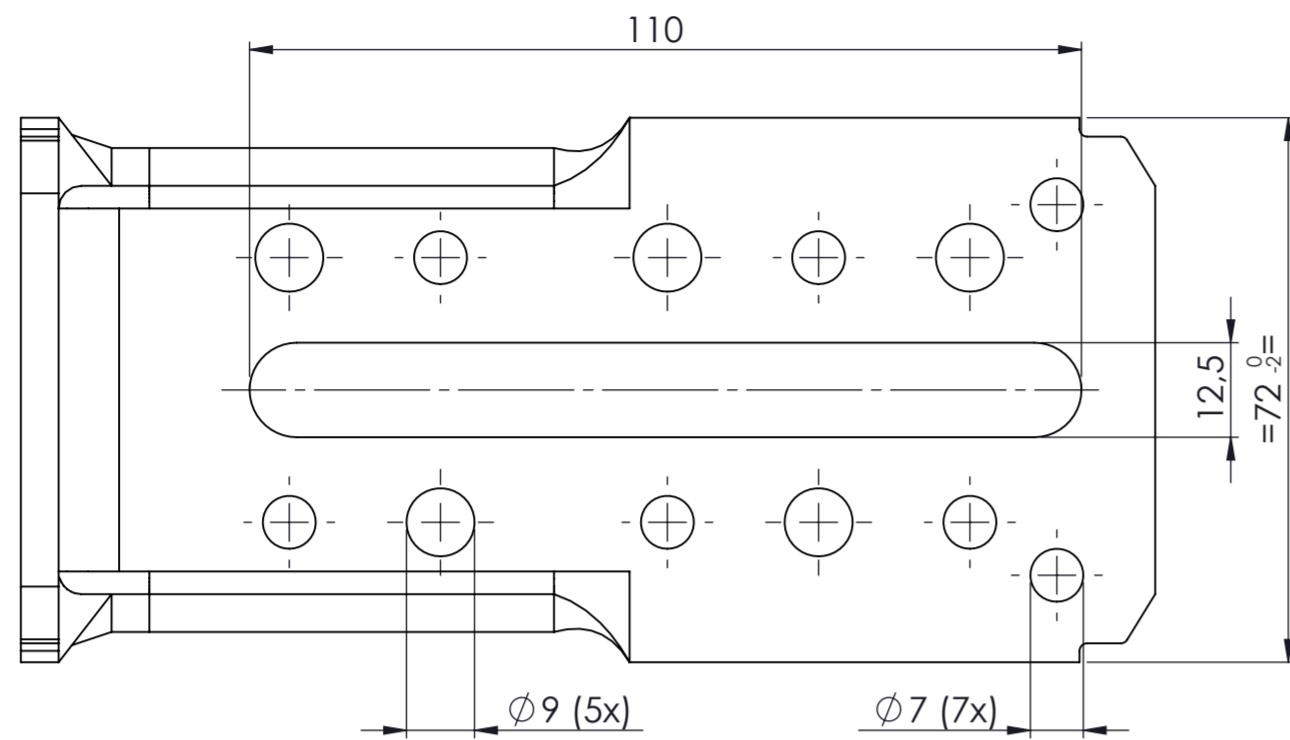 110
12,5
=72 0 -2 =
∅9 (5x)
∅7 (7x)